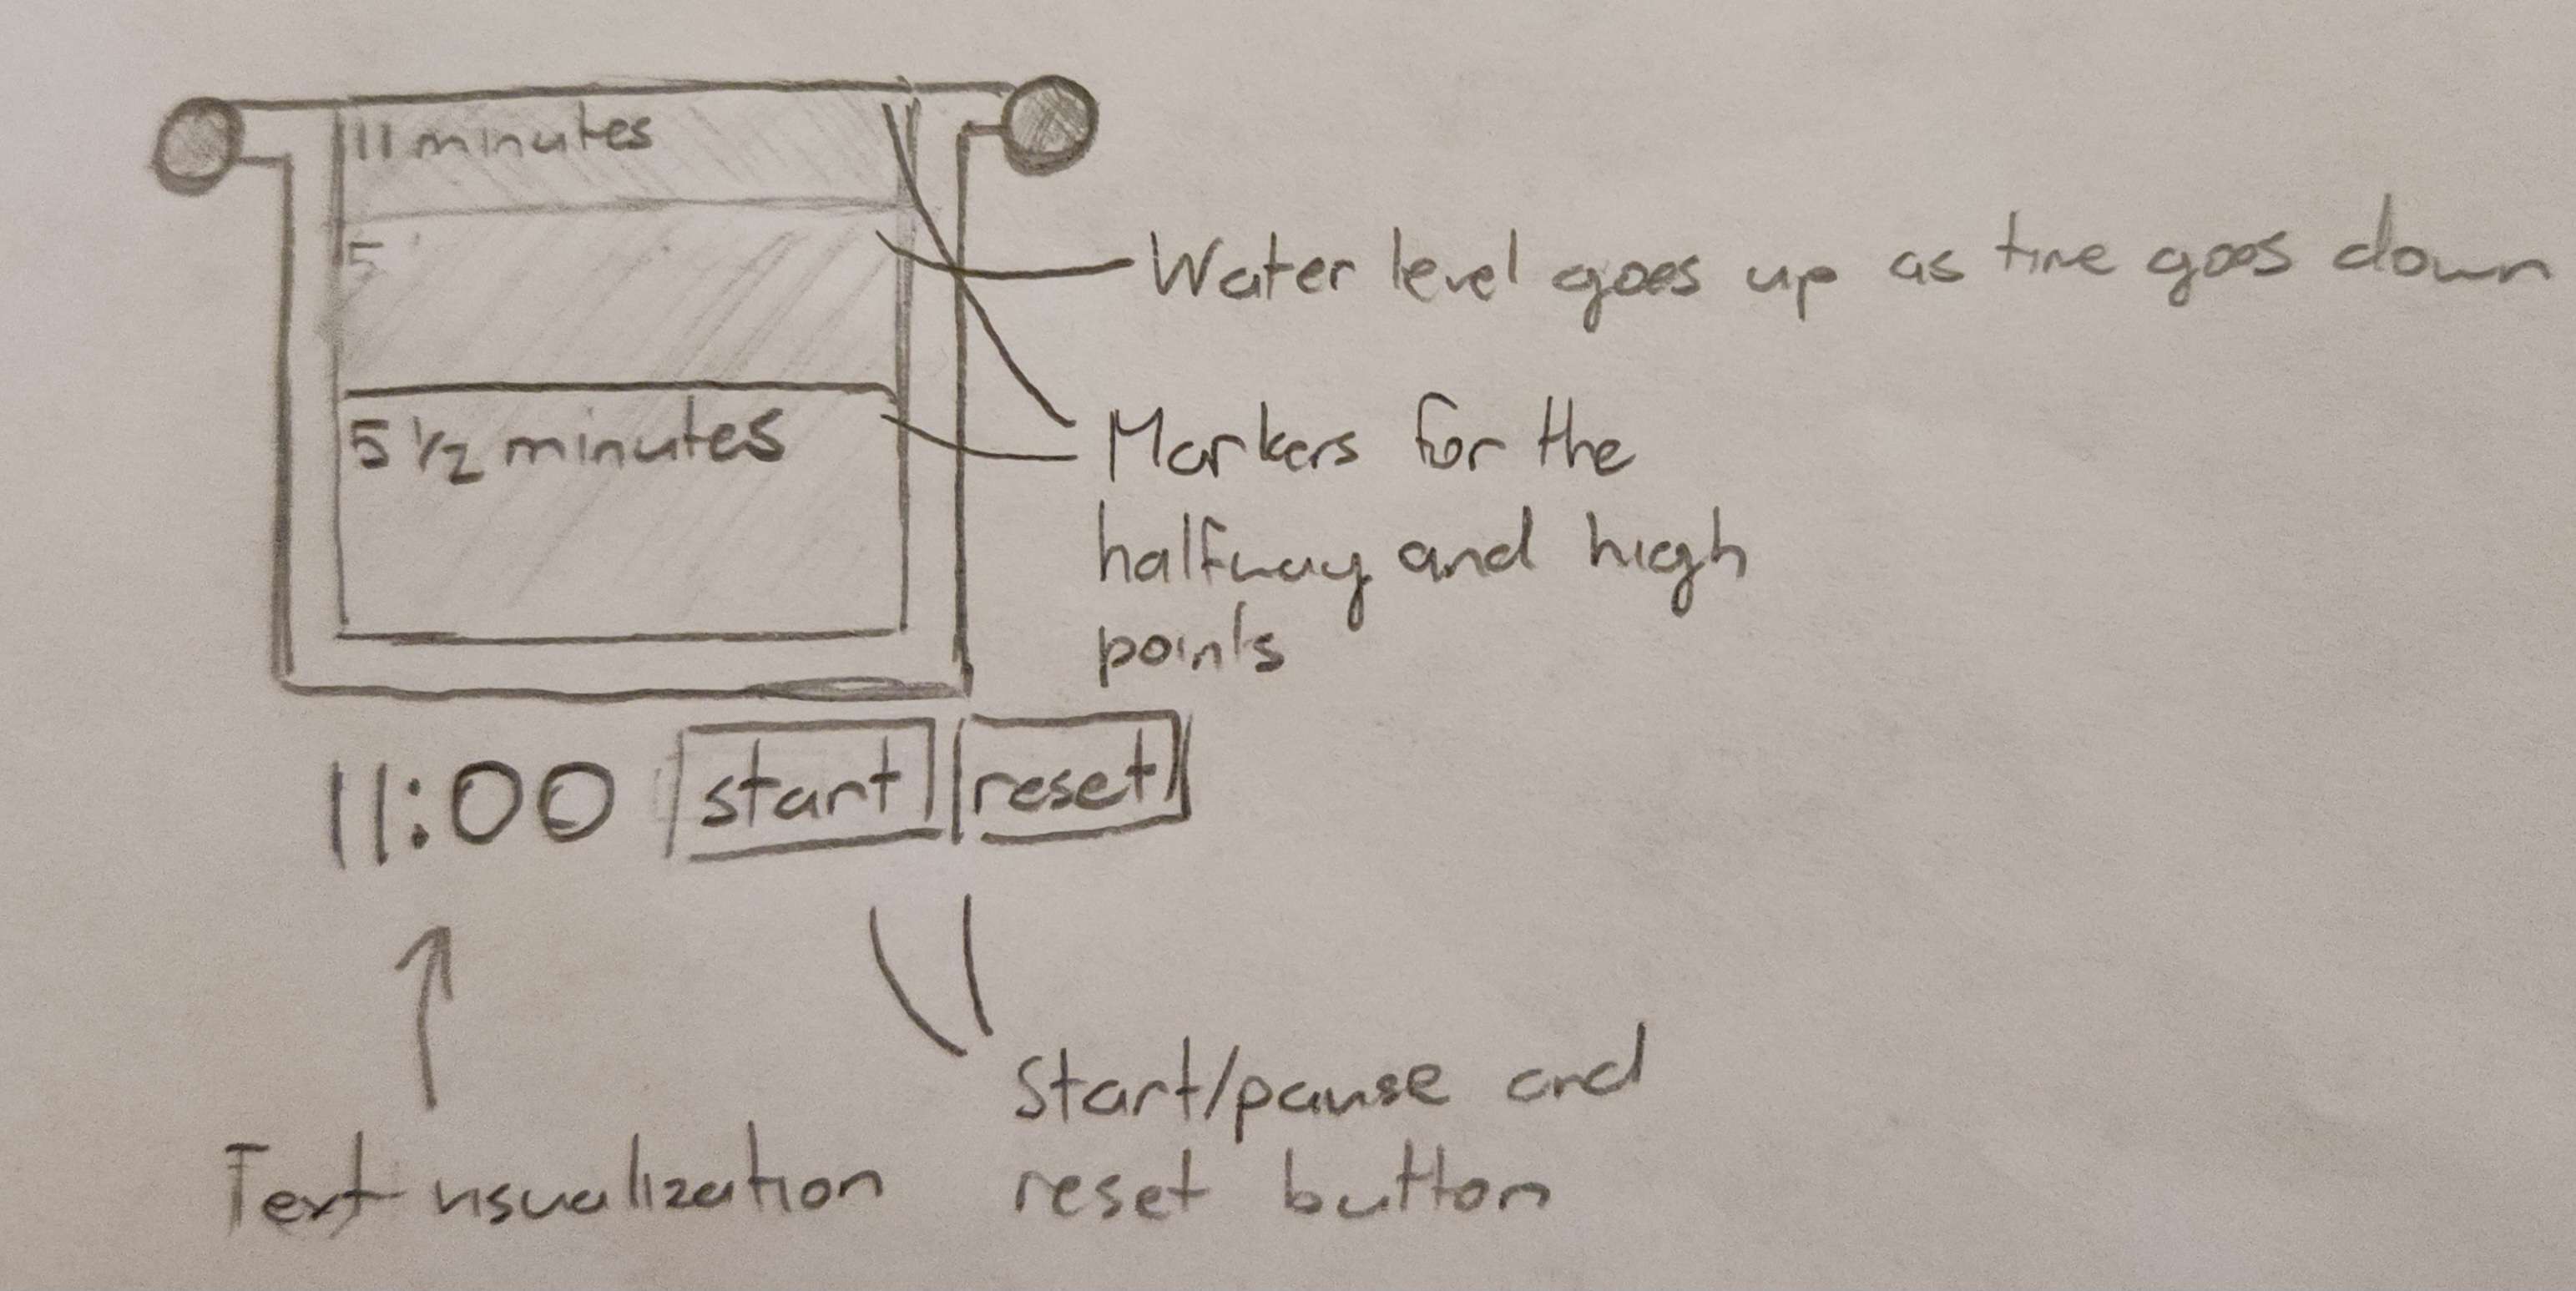 11 minutes
5
Water level goes up as time goes down
5 1/2 minutes
Markers for the
halfway and high
points
11:00 start reset
Start/pause and
reset button
Text visualization